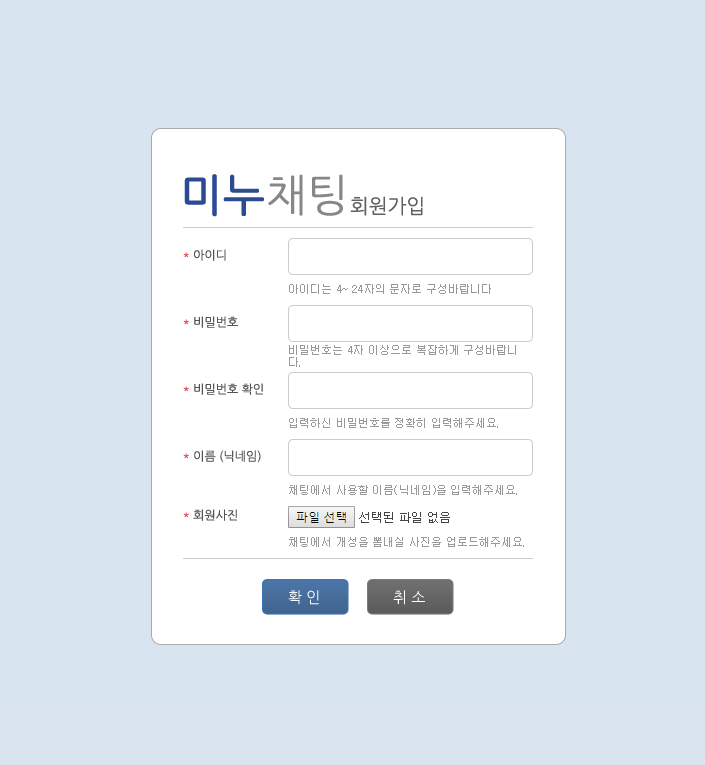 미누채팅 회원가입
* 아이디
아이디는 4~ 24자의 문자로 구성바랍니다
* 비밀번호
비밀번호는 4자 이상으로 복잡하게 구성바랍니
다.
* 비밀번호 확인
입력하신 비밀번호를 정확히 입력해주세요.
* 이름 (닉네임)
채팅에서 사용할 이름(닉네임)을 입력해주세요.
* 회원사진
파일 선택 선택된 파일 없음
채팅에서 개성을 뽐내실 사진을 업로드해주세요.
확 인 취 소